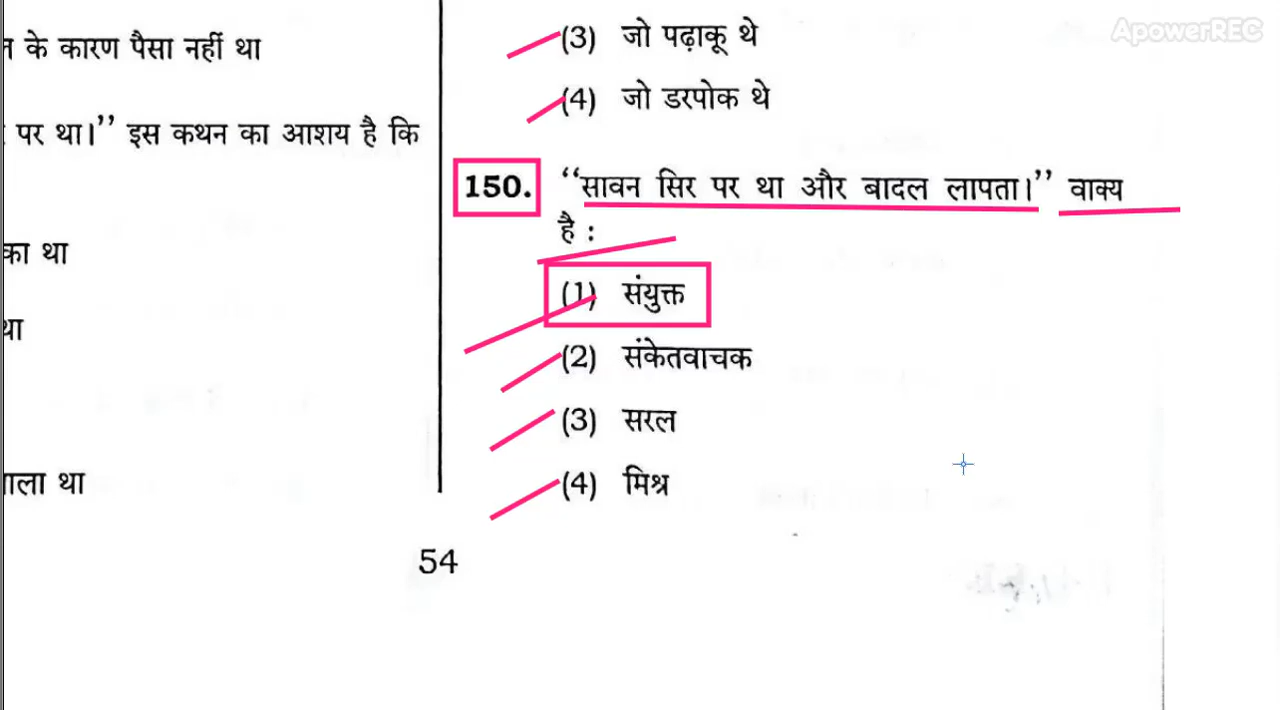 के कारण पैसा नहीं था
पर था।” इस कथन का आशय है कि
का था
था
54
(3) जो पढ़ाकू थे
(4) जो डरपोक थे
150. “सावन सिर पर था और बादल लापता।” वाक्य
है :
(1) संयुक्त
(2) संकेतवाचक
(3) सरल
(4) मिश्र
ApowerREC